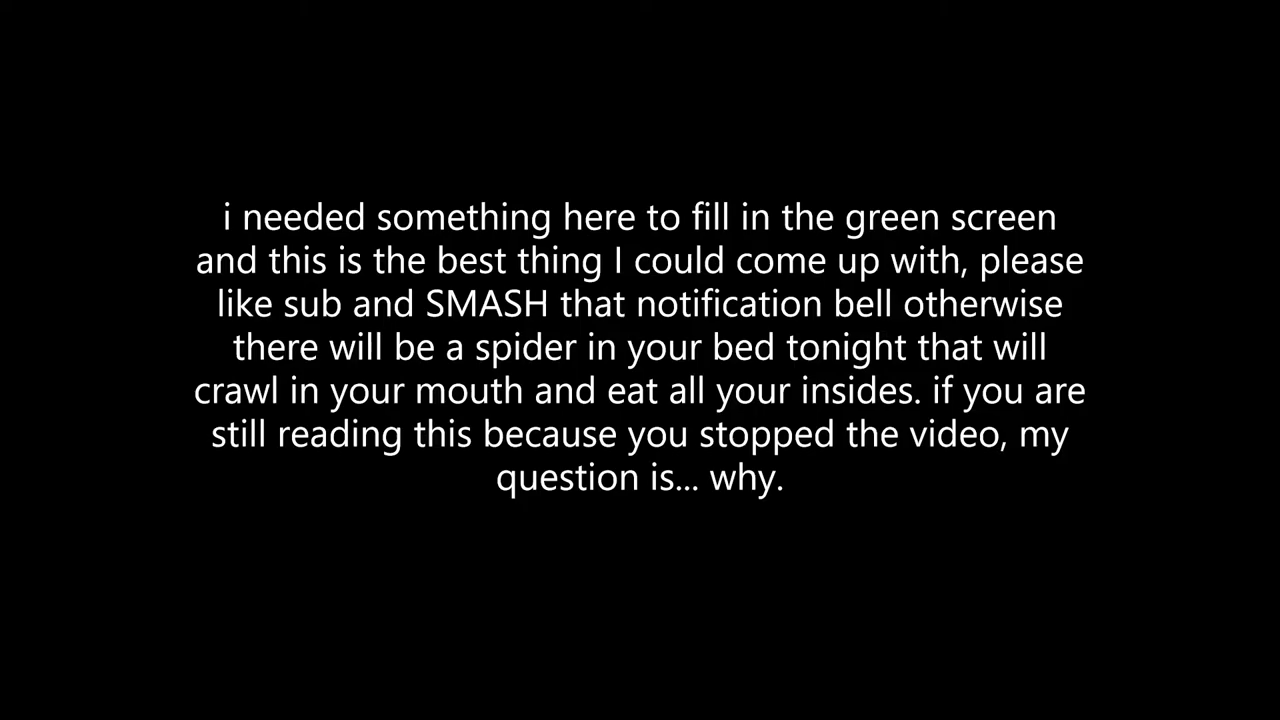 i needed something here to fill in the green screen
and this is the best thing I could come up with, please
like sub and SMASH that notification bell otherwise
there will be a spider in your bed tonight that will
crawl in your mouth and eat all your insides. if you are
still reading this because you stopped the video, my
question is... why.